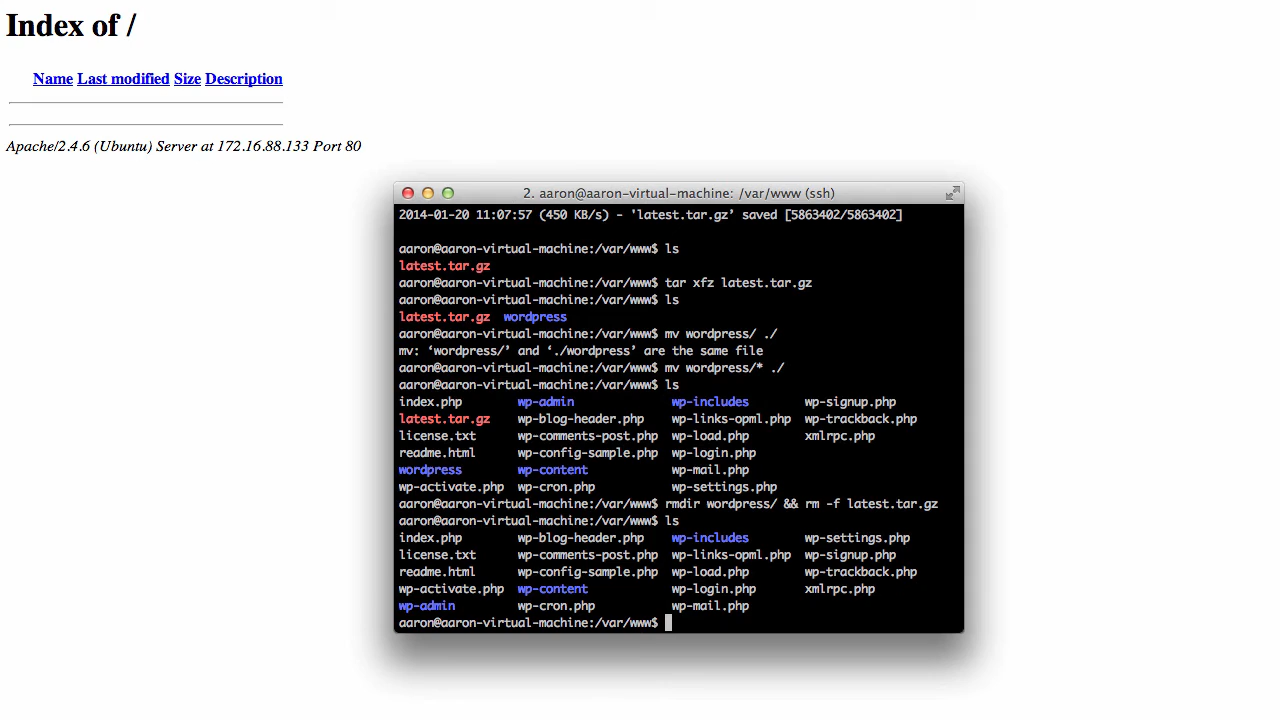 Index of /
Name Last modified Size Description
Apache/2.4.6 (Ubuntu) Server at 172.16.88.133 Port 80
2. aaron@aaron-virtual-machine: /var/www (ssh)
2014-01-20 11:07:57 (450 KB/s) - 'latest.tar.gz’ saved [5863402/5863402]
aaron@aaron-virtual-machine:/var/www$ ls
latest.tar.gz
aaron@aaron-virtual-machine:/var/www$ tar xfz latest.tar.gz
aaron@aaron-virtual-machine:/var/www$ ls
latest.tar.gz wordpress
aaron@aaron-virtual-machine:/var/www$ mv wordpress/ ./
mv: ‘wordpress/’ and ‘./wordpress’ are the same file
aaron@aaron-virtual-machine:/var/www$ mv wordpress/* ./
aaron@aaron-virtual-machine:/var/www$ ls
index.php wp-admin wp-includes wp-signup.php
latest.tar.gz wp-blog-header.php wp-links-opml.php wp-trackback.php
license.txt wp-comments-post.php wp-load.php xmlrpc.php
readme.html wp-config-sample.php wp-login.php
wordpress wp-content wp-mail.php
wp-activate.php wp-cron.php wp-settings.php
aaron@aaron-virtual-machine:/var/www$ rmdir wordpress/ && rm -f latest.tar.gz
aaron@aaron-virtual-machine:/var/www$ ls
index.php wp-blog-header.php wp-includes wp-settings.php
license.txt wp-comments-post.php wp-links-opml.php wp-signup.php
readme.html wp-config-sample.php wp-load.php wp-trackback.php
wp-activate.php wp-content wp-login.php xmlrpc.php
wp-admin wp-cron.php wp-mail.php
aaron@aaron-virtual-machine:/var/www$